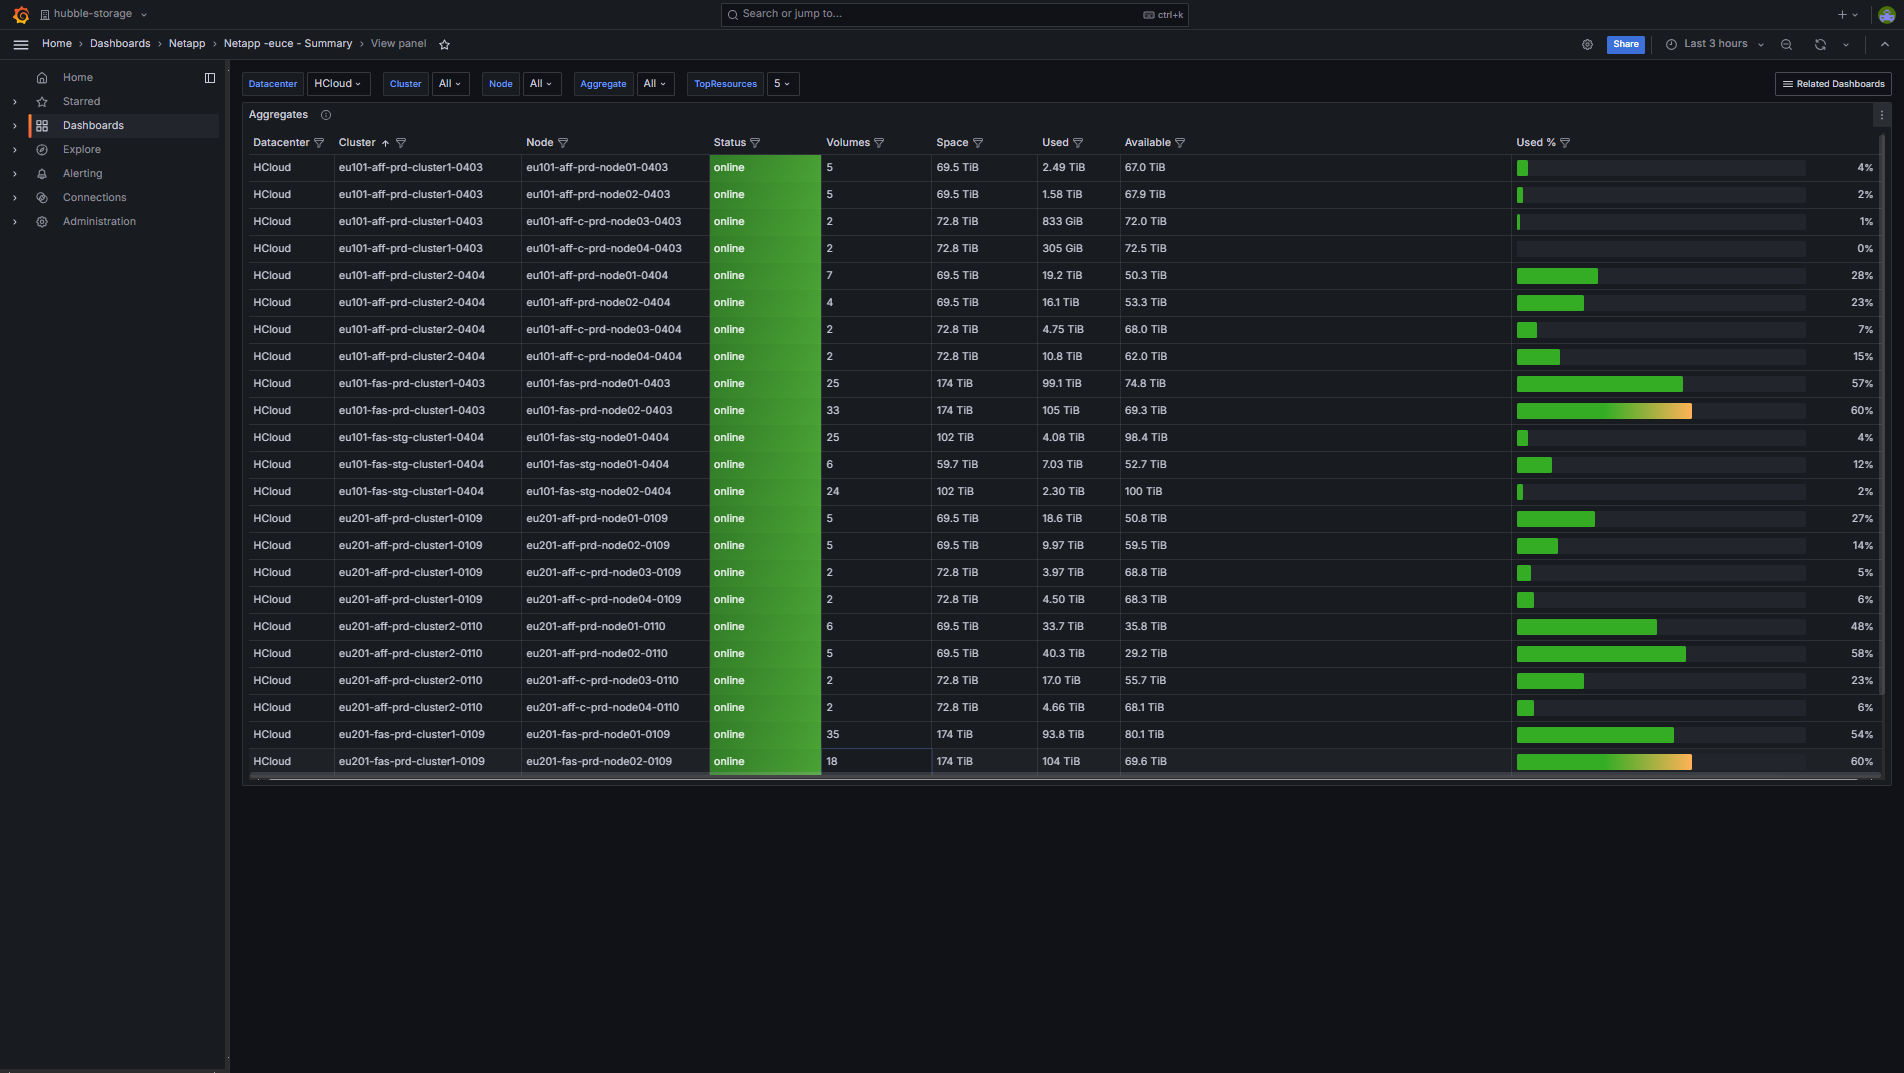 hubble-storage
Search or jump to...
ctrl+k
Home › Dashboards › Netapp › Netapp -euce - Summary › View panel
Share
Last 3 hours
Home
Starred
Dashboards
Explore
Alerting
Connections
Administration
Datacenter HCloud Cluster All Node All Aggregate All TopResources 5
Related Dashboards
Aggregates
Datacenter Cluster Node Status Volumes Space Used Available Used %
HCloud eu101-aff-prd-cluster1-0403 eu101-aff-prd-node01-0403 online 5 69.5 TiB 2.49 TiB 67.0 TiB 4%
HCloud eu101-aff-prd-cluster1-0403 eu101-aff-prd-node02-0403 online 5 69.5 TiB 1.58 TiB 67.9 TiB 2%
HCloud eu101-aff-prd-cluster1-0403 eu101-aff-c-prd-node03-0403 online 2 72.8 TiB 833 GiB 72.0 TiB 1%
HCloud eu101-aff-prd-cluster1-0403 eu101-aff-c-prd-node04-0403 online 2 72.8 TiB 305 GiB 72.5 TiB 0%
HCloud eu101-aff-prd-cluster2-0404 eu101-aff-prd-node01-0404 online 7 69.5 TiB 19.2 TiB 50.3 TiB 28%
HCloud eu101-aff-prd-cluster2-0404 eu101-aff-prd-node02-0404 online 4 69.5 TiB 16.1 TiB 53.3 TiB 23%
HCloud eu101-aff-prd-cluster2-0404 eu101-aff-c-prd-node03-0404 online 2 72.8 TiB 4.75 TiB 68.0 TiB 7%
HCloud eu101-aff-prd-cluster2-0404 eu101-aff-c-prd-node04-0404 online 2 72.8 TiB 10.8 TiB 62.0 TiB 15%
HCloud eu101-fas-prd-cluster1-0403 eu101-fas-prd-node01-0403 online 25 174 TiB 99.1 TiB 74.8 TiB 57%
HCloud eu101-fas-prd-cluster1-0403 eu101-fas-prd-node02-0403 online 33 174 TiB 105 TiB 69.3 TiB 60%
HCloud eu101-fas-stg-cluster1-0404 eu101-fas-stg-node01-0404 online 25 102 TiB 4.08 TiB 98.4 TiB 4%
HCloud eu101-fas-stg-cluster1-0404 eu101-fas-stg-node01-0404 online 6 59.7 TiB 7.03 TiB 52.7 TiB 12%
HCloud eu101-fas-stg-cluster1-0404 eu101-fas-stg-node02-0404 online 24 102 TiB 2.30 TiB 100 TiB 2%
HCloud eu201-aff-prd-cluster1-0109 eu201-aff-prd-node01-0109 online 5 69.5 TiB 18.6 TiB 50.8 TiB 27%
HCloud eu201-aff-prd-cluster1-0109 eu201-aff-prd-node02-0109 online 5 69.5 TiB 9.97 TiB 59.5 TiB 14%
HCloud eu201-aff-prd-cluster1-0109 eu201-aff-c-prd-node03-0109 online 2 72.8 TiB 3.97 TiB 68.8 TiB 5%
HCloud eu201-aff-prd-cluster1-0109 eu201-aff-c-prd-node04-0109 online 2 72.8 TiB 4.50 TiB 68.3 TiB 6%
HCloud eu201-aff-prd-cluster2-0110 eu201-aff-prd-node01-0110 online 6 69.5 TiB 33.7 TiB 35.8 TiB 48%
HCloud eu201-aff-prd-cluster2-0110 eu201-aff-prd-node02-0110 online 5 69.5 TiB 40.3 TiB 29.2 TiB 58%
HCloud eu201-aff-prd-cluster2-0110 eu201-aff-c-prd-node03-0110 online 2 72.8 TiB 17.0 TiB 55.7 TiB 23%
HCloud eu201-aff-prd-cluster2-0110 eu201-aff-c-prd-node04-0110 online 2 72.8 TiB 4.66 TiB 68.1 TiB 6%
HCloud eu201-fas-prd-cluster1-0109 eu201-fas-prd-node01-0109 online 35 174 TiB 93.8 TiB 80.1 TiB 54%
HCloud eu201-fas-prd-cluster1-0109 eu201-fas-prd-node02-0109 online 18 174 TiB 104 TiB 69.6 TiB 60%